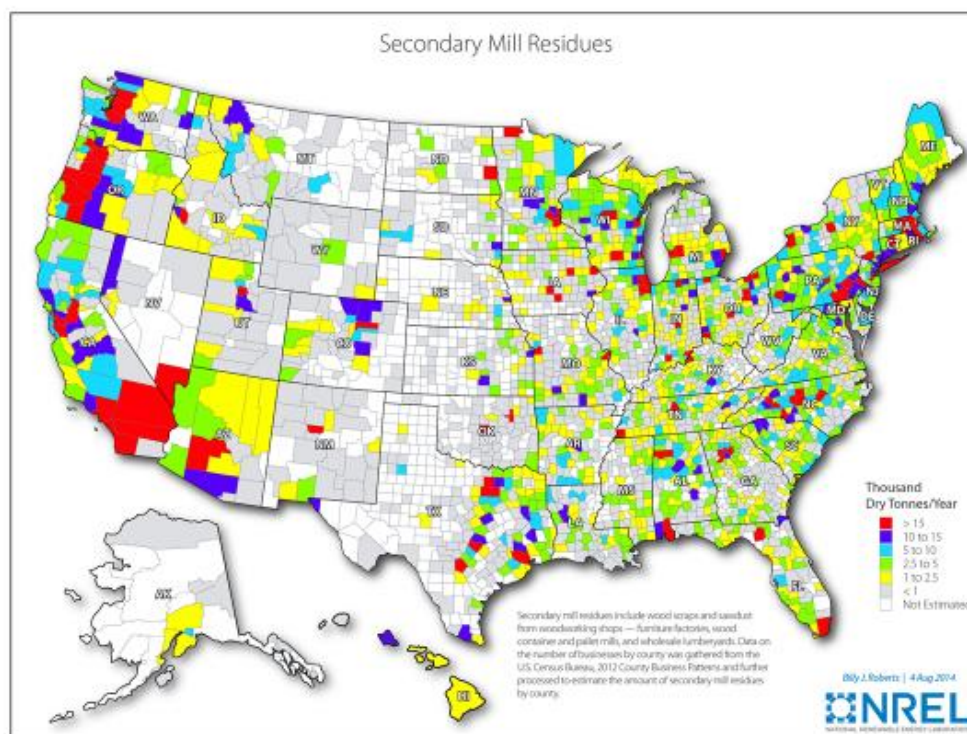 Secondary Mill Residues
WA
MT
ND
MN
ME
OR
ID
SD
WI
VT
NH
NY
MA
CT RI
WY
MI
IA
NE
PA
NJ
NV
UT
CO
IL
IN
OH
MD
DE
CA
KS
MO
WV
VA
KY
AZ
NM
OK
AR
TN
NC
SC
MS
AL
GA
TX
LA
FL
AK
HI
Thousand
Dry Tonnes/Year
> 15
10 to 15
5 to 10
2.5 to 5
1 to 2.5
< 1
Not Estimated
Secondary mill residues include wood scraps and sawdust
from woodworking shops — furniture factories, wood
container and pallet mills, and wholesale lumberyards. Data on
the number of businesses by county was gathered from the
U.S. Census Bureau, 2012 County Business Patterns and further
processed to estimate the amount of secondary mill residues
by county.
Billy J. Roberts | 4 Aug 2014
NREL
NATIONAL RENEWABLE ENERGY LABORATORY